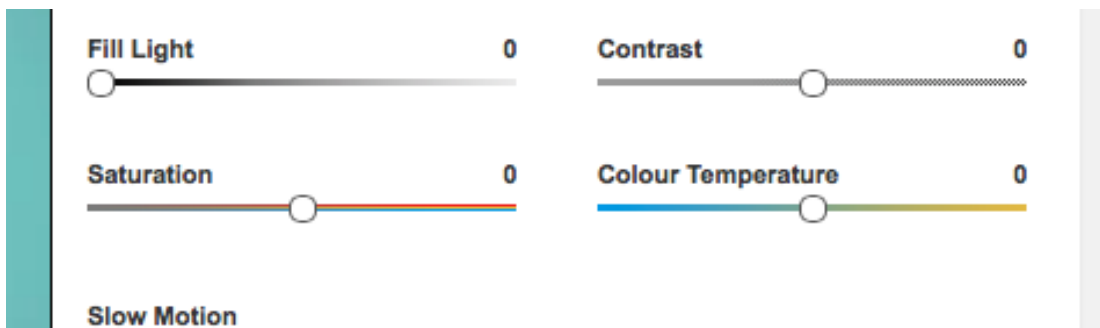 Fill Light 0 Contrast 0
Saturation 0 Colour Temperature 0
Slow Motion